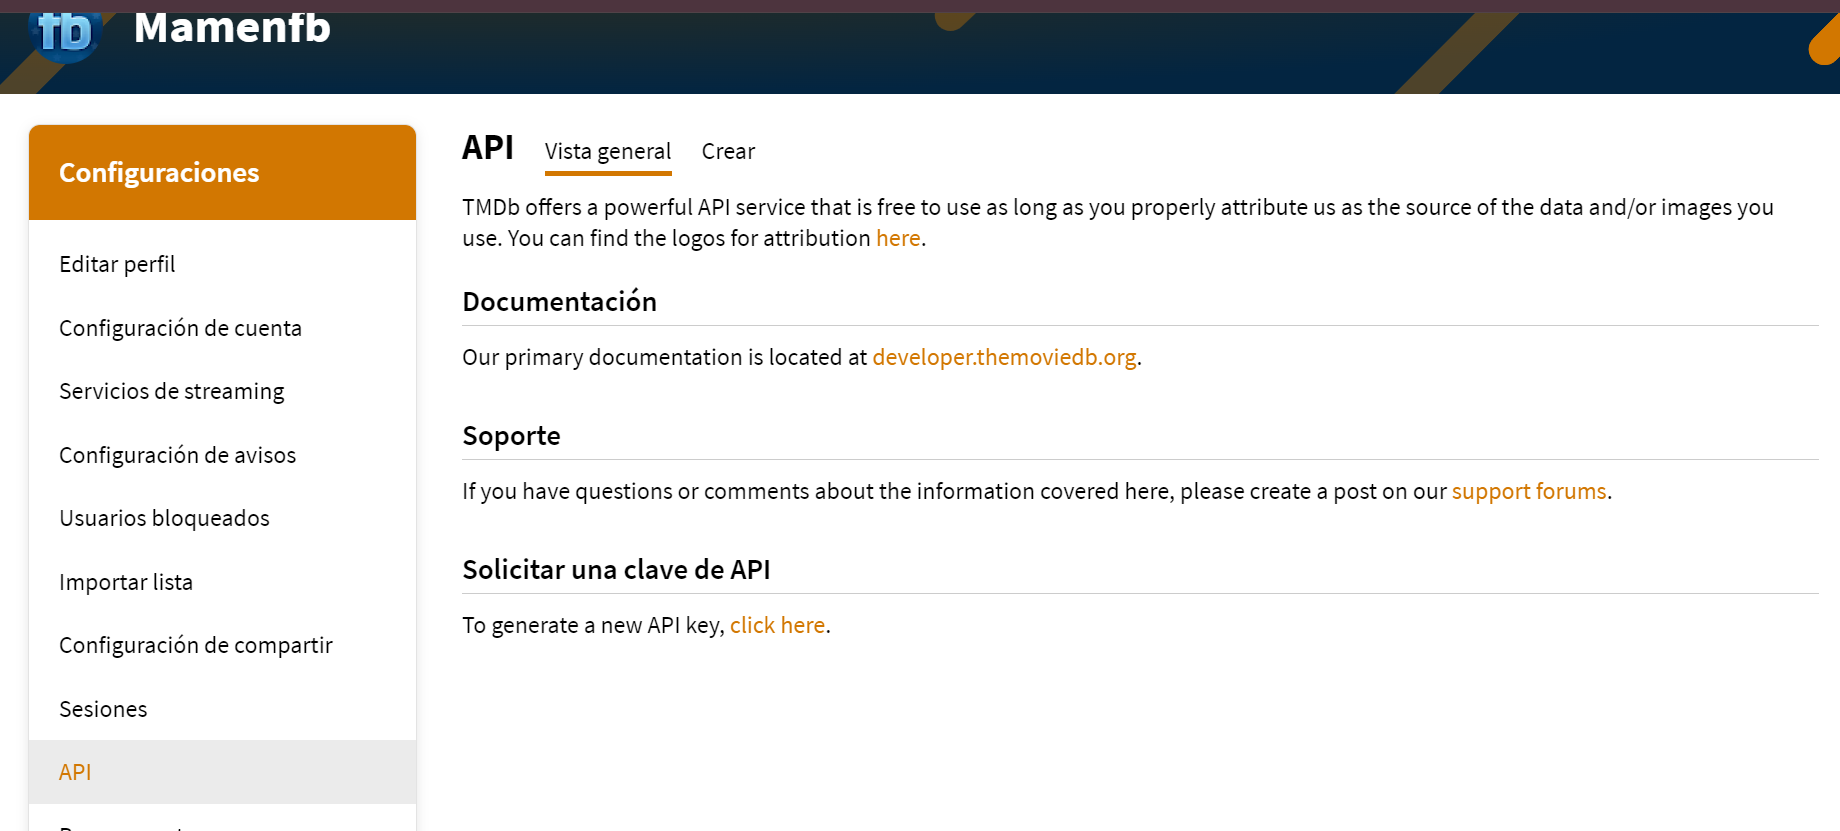 fb
Mamenfb
Configuraciones
Editar perfil
Configuración de cuenta
Servicios de streaming
Configuración de avisos
Usuarios bloqueados
Importar lista
Configuración de compartir
Sesiones
API
API Vista general Crear
TMDb offers a powerful API service that is free to use as long as you properly attribute us as the source of the data and/or images you
use. You can find the logos for attribution here.
Documentación
Our primary documentation is located at developer.themoviedb.org.
Soporte
If you have questions or comments about the information covered here, please create a post on our support forums.
Solicitar una clave de API
To generate a new API key, click here.